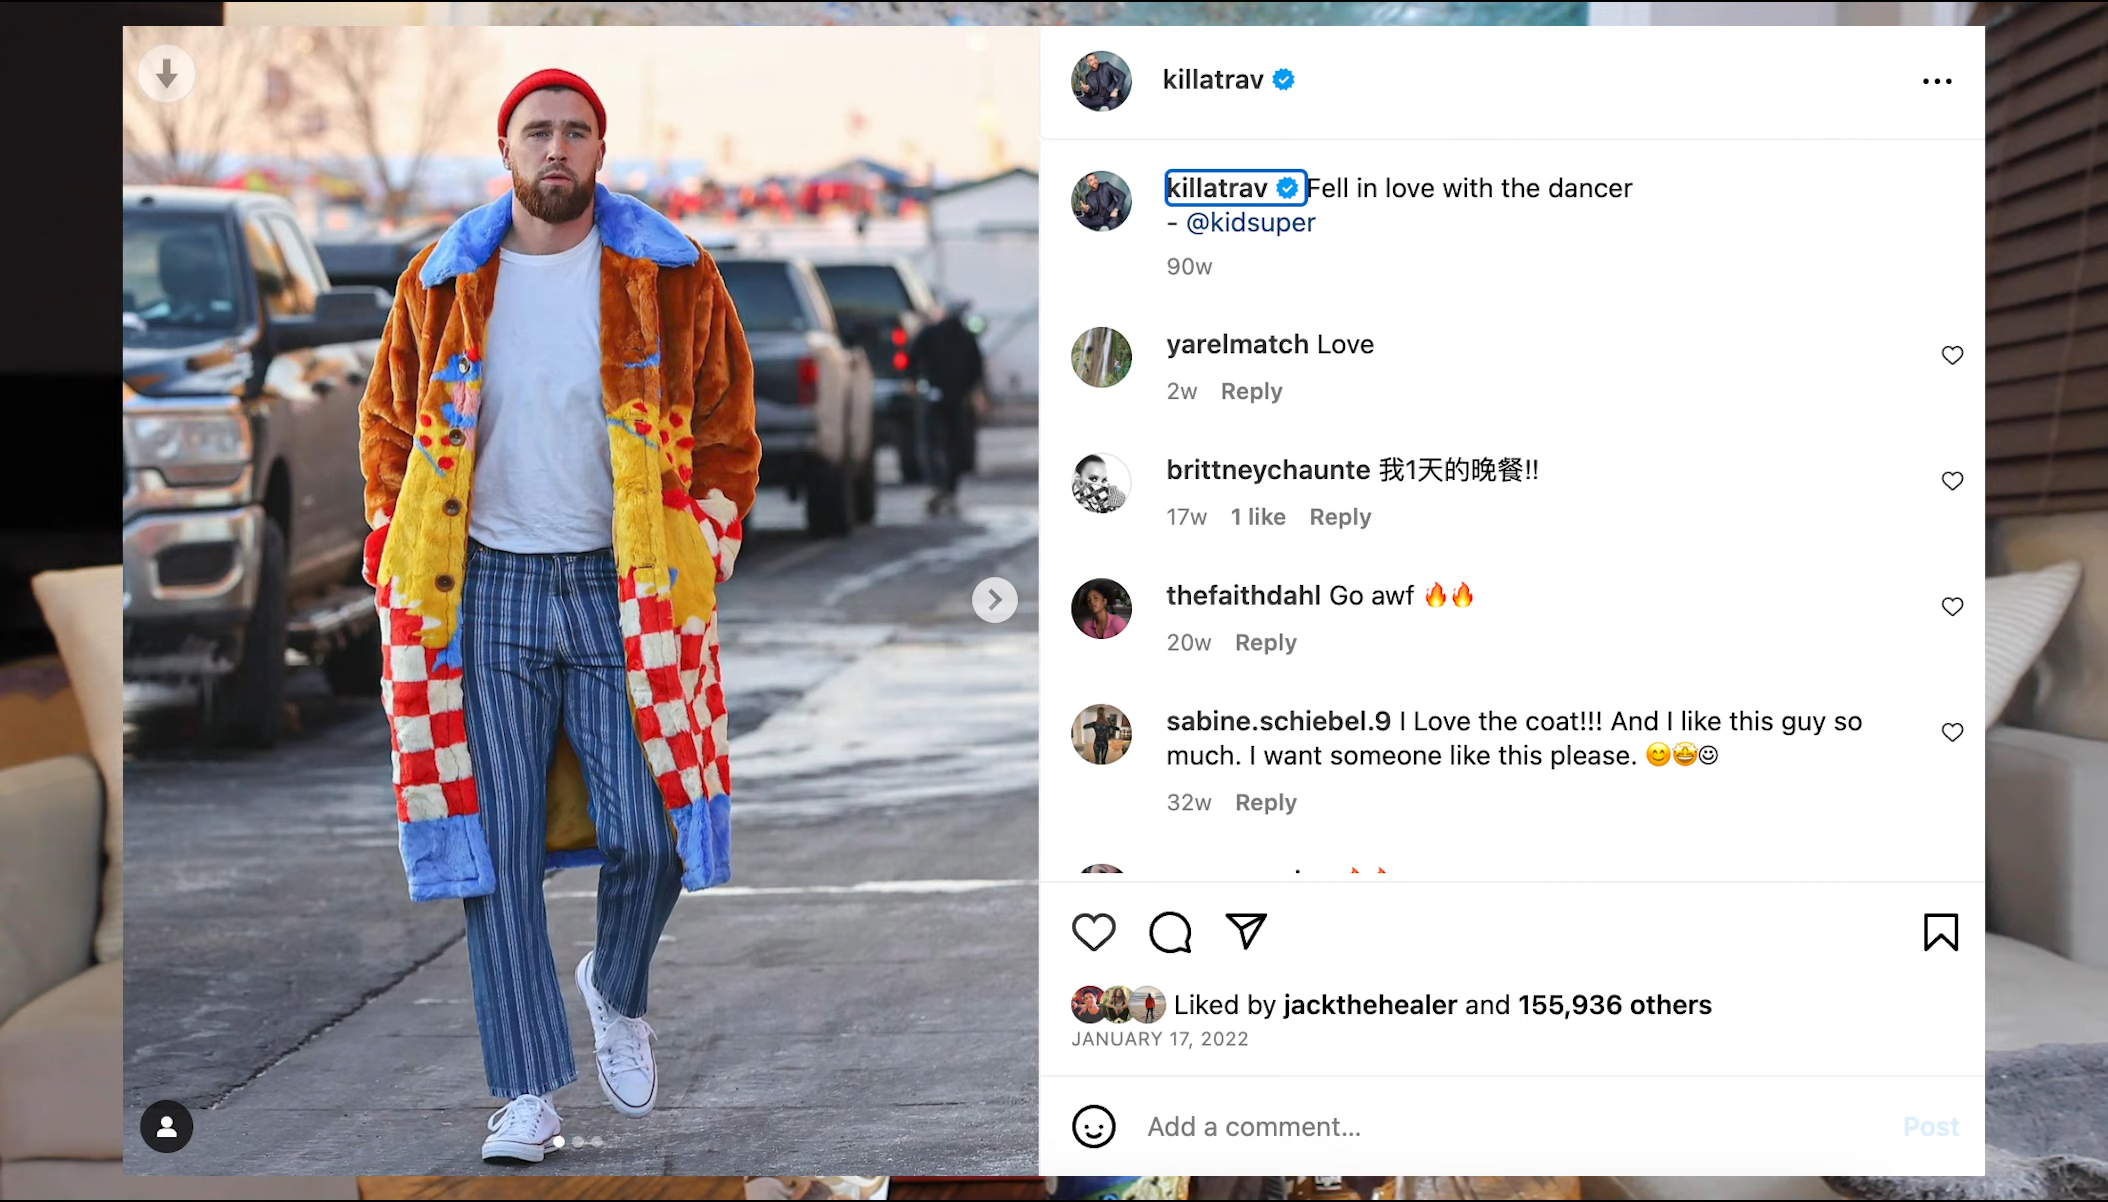 killatrav
killatrav Fell in love with the dancer
- @kidsuper
90w
yarelmatch Love
2w Reply
brittneychaunte 我1天的晚餐!!
17w 1 like Reply
thefaithdahl Go awf 🔥🔥
20w Reply
sabine.schiebel.9 I Love the coat!!! And I like this guy so
much. I want someone like this please. 😊🤩☺
32w Reply
Liked by jackthehealer and 155,936 others
JANUARY 17, 2022
Add a comment...
Post